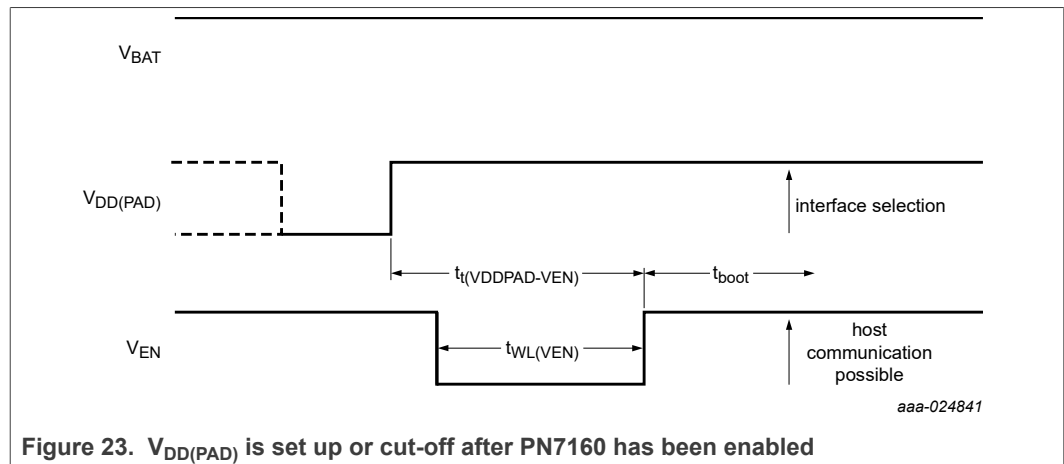 VBAT
VDD(PAD)
interface selection
tt(VDDPAD-VEN)
tboot
VEN
tWL(VEN)
host
communication
possible
aaa-024841
Figure 23. VDD(PAD) is set up or cut-off after PN7160 has been enabled